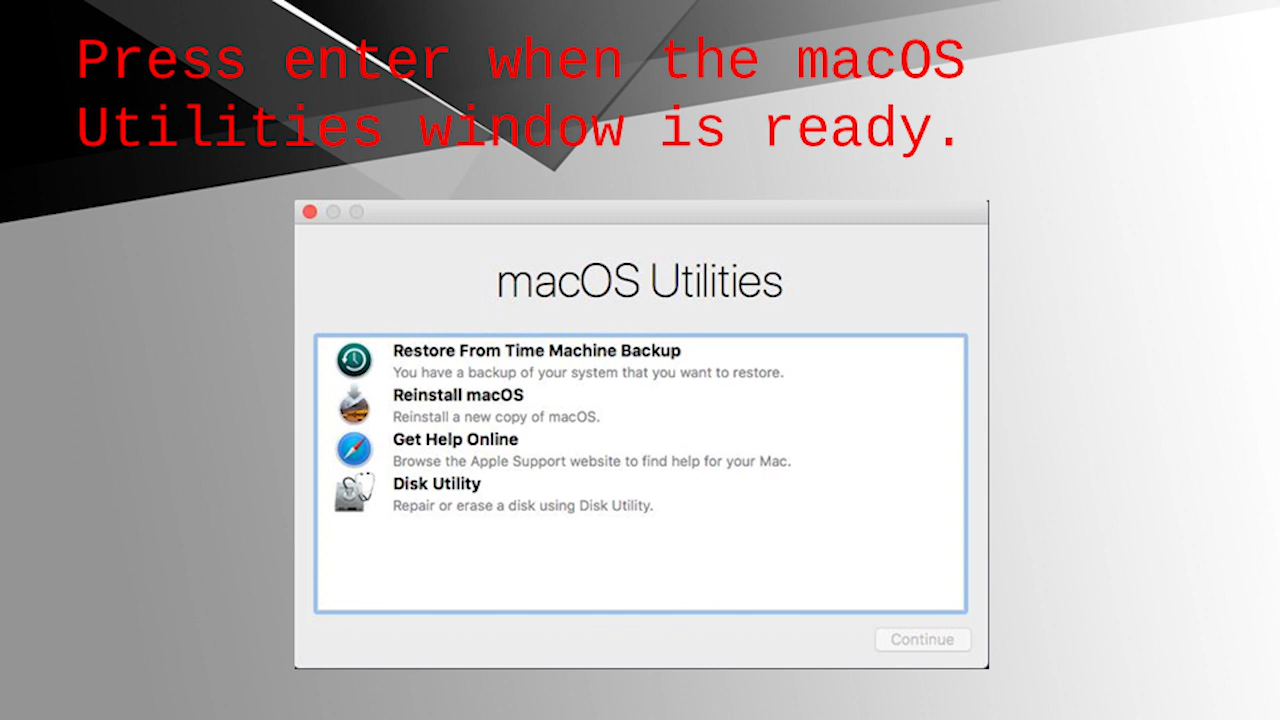 Press enter when the macOS
Utilities window is ready.
macOS Utilities
Restore From Time Machine Backup
You have a backup of your system that you want to restore.
Reinstall macOS
Reinstall a new copy of macOS.
Get Help Online
Browse the Apple Support website to find help for your Mac.
Disk Utility
Repair or erase a disk using Disk Utility.
Continue